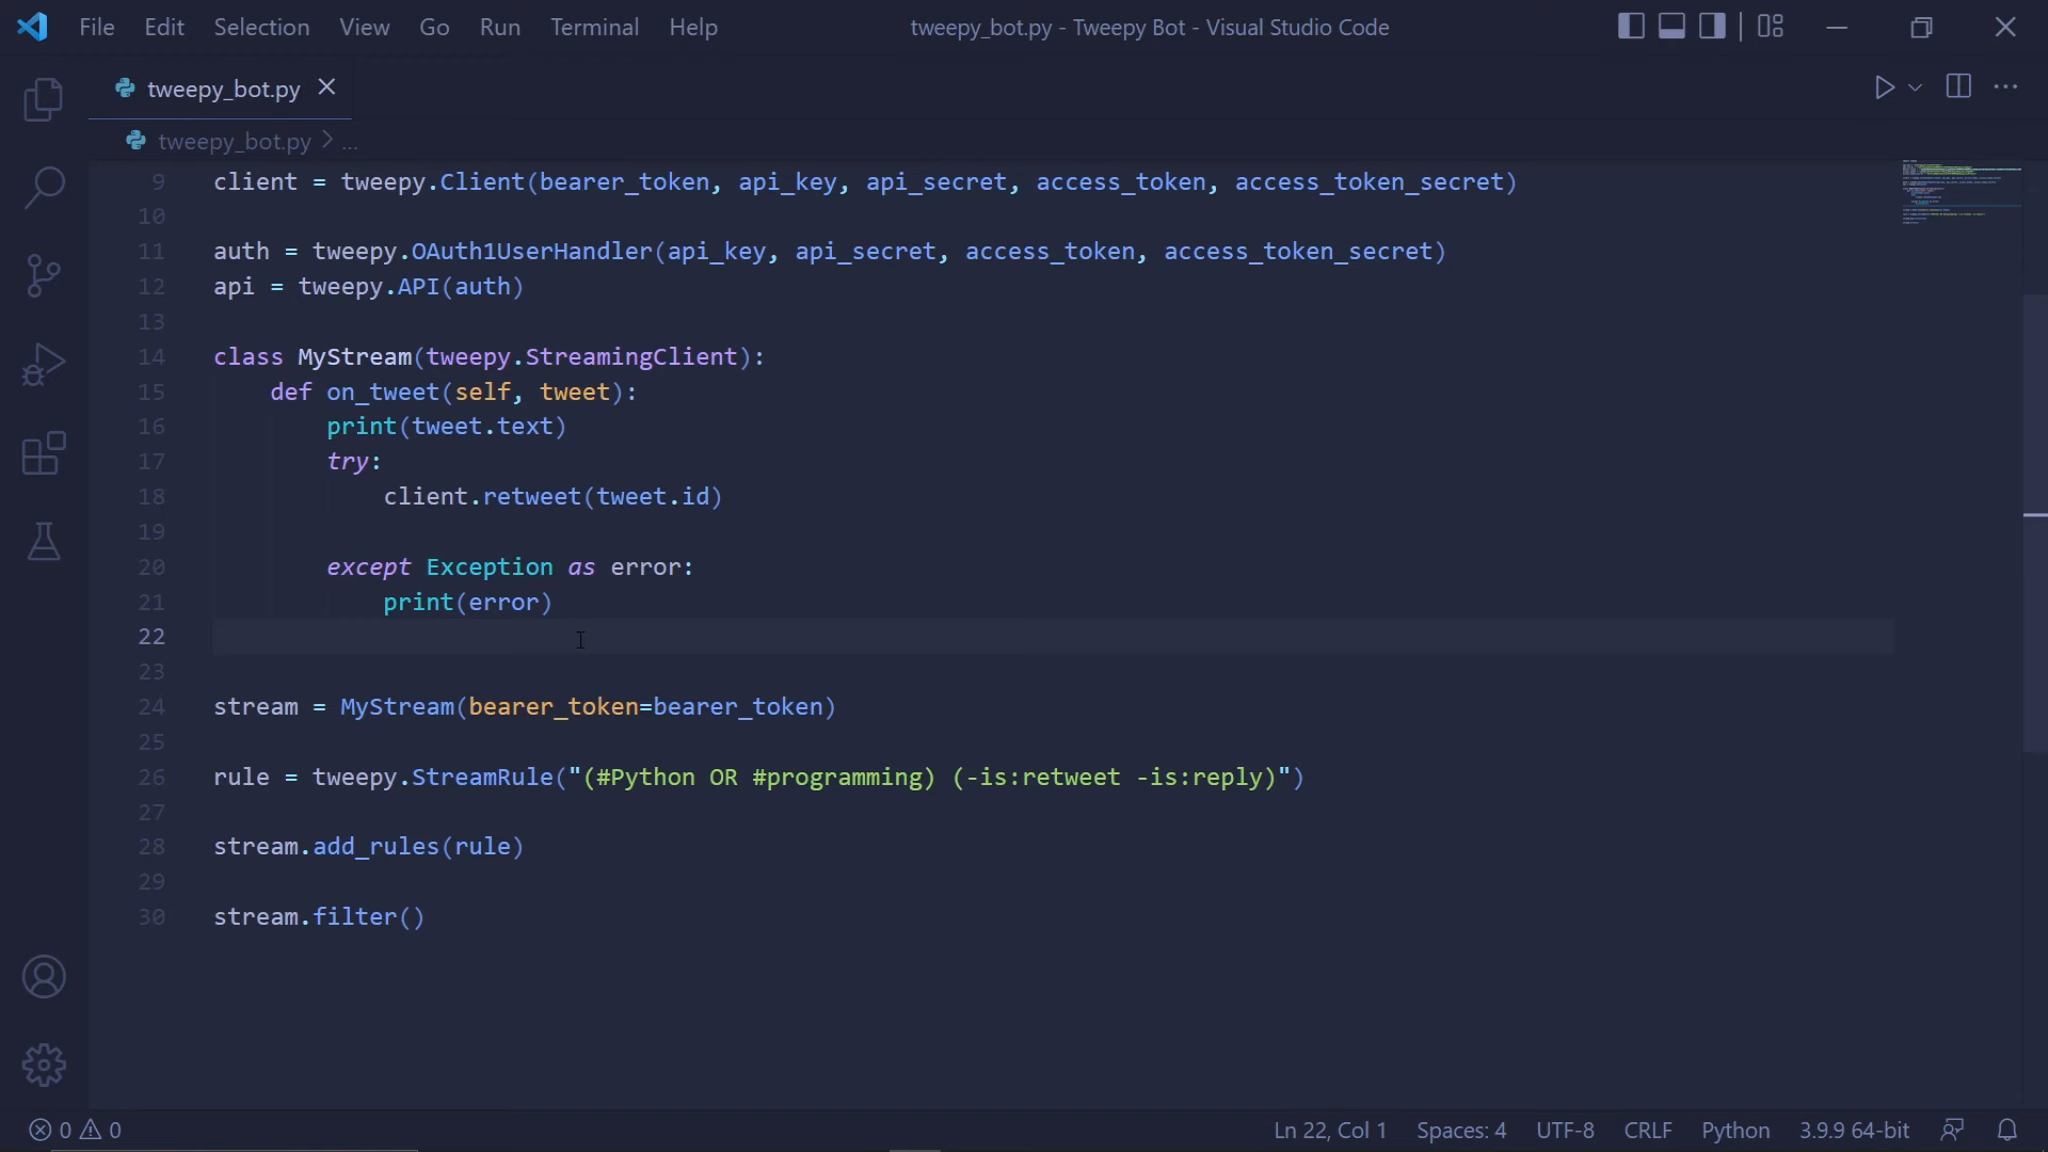 File Edit Selection View Go Run Terminal Help tweepy_bot.py - Tweepy Bot - Visual Studio Code
tweepy_bot.py
tweepy_bot.py > ...
9 client = tweepy.Client(bearer_token, api_key, api_secret, access_token, access_token_secret)
10
11 auth = tweepy.OAuth1UserHandler(api_key, api_secret, access_token, access_token_secret)
12 api = tweepy.API(auth)
13
14 class MyStream(tweepy.StreamingClient):
15 def on_tweet(self, tweet):
16 print(tweet.text)
17 try:
18 client.retweet(tweet.id)
19
20 except Exception as error:
21 print(error)
22
23
24 stream = MyStream(bearer_token=bearer_token)
25
26 rule = tweepy.StreamRule("(#Python OR #programming) (-is:retweet -is:reply)")
27
28 stream.add_rules(rule)
29
30 stream.filter()
0 0 Ln 22, Col 1 Spaces: 4 UTF-8 CRLF Python 3.9.9 64-bit